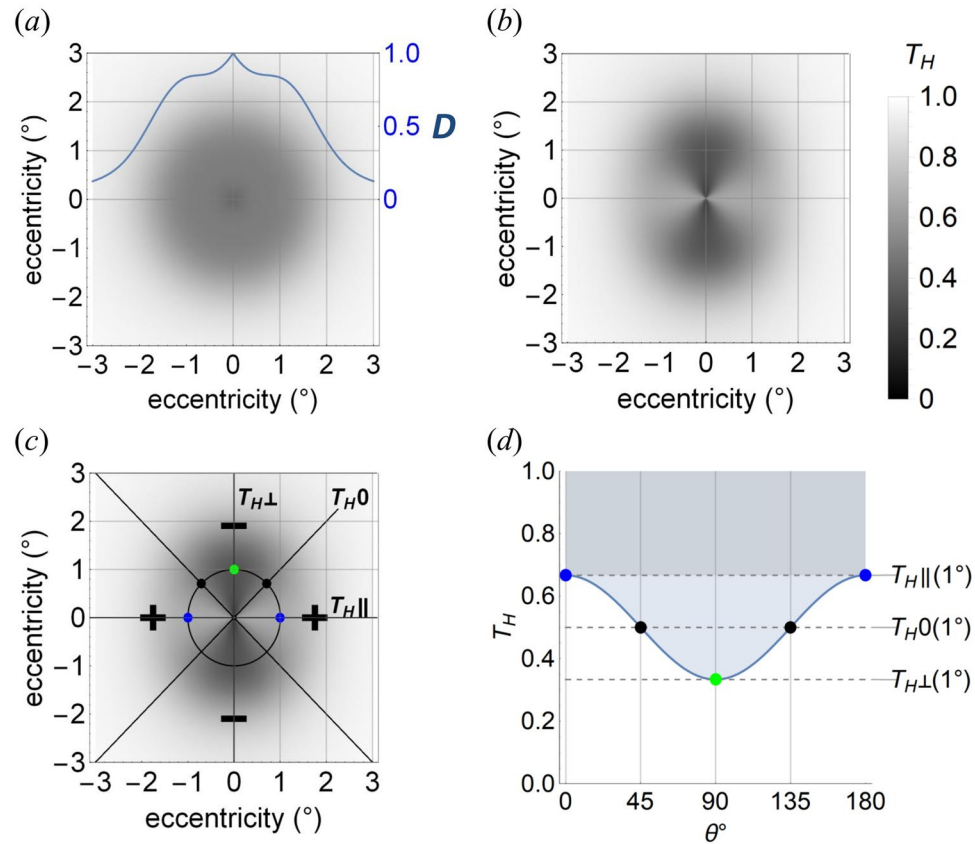 (a)
3
2
1
0
−1
−2
−3
eccentricity (°)
−3 −2 −1 0 1 2 3
eccentricity (°)
1.0
0.5
0
D
(b)
3
2
1
0
−1
−2
−3
eccentricity (°)
−3 −2 −1 0 1 2 3
eccentricity (°)
T_H
1.0
0.8
0.6
0.4
0.2
0
(c)
3
2
1
0
−1
−2
−3
eccentricity (°)
T_H⊥
T_H0
T_H||
−3 −2 −1 0 1 2 3
eccentricity (°)
(d)
1.0
0.8
0.6
0.4
0.2
0.0
T_H
0 45 90 135 180
θ°
T_H||(1°)
T_H0(1°)
T_H⊥(1°)